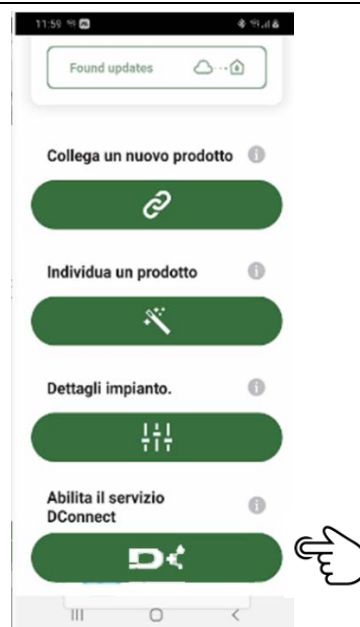 11:59
Found updates
Collega un nuovo prodotto
Individua un prodotto
Dettagli impianto.
Abilita il servizio
DConnect